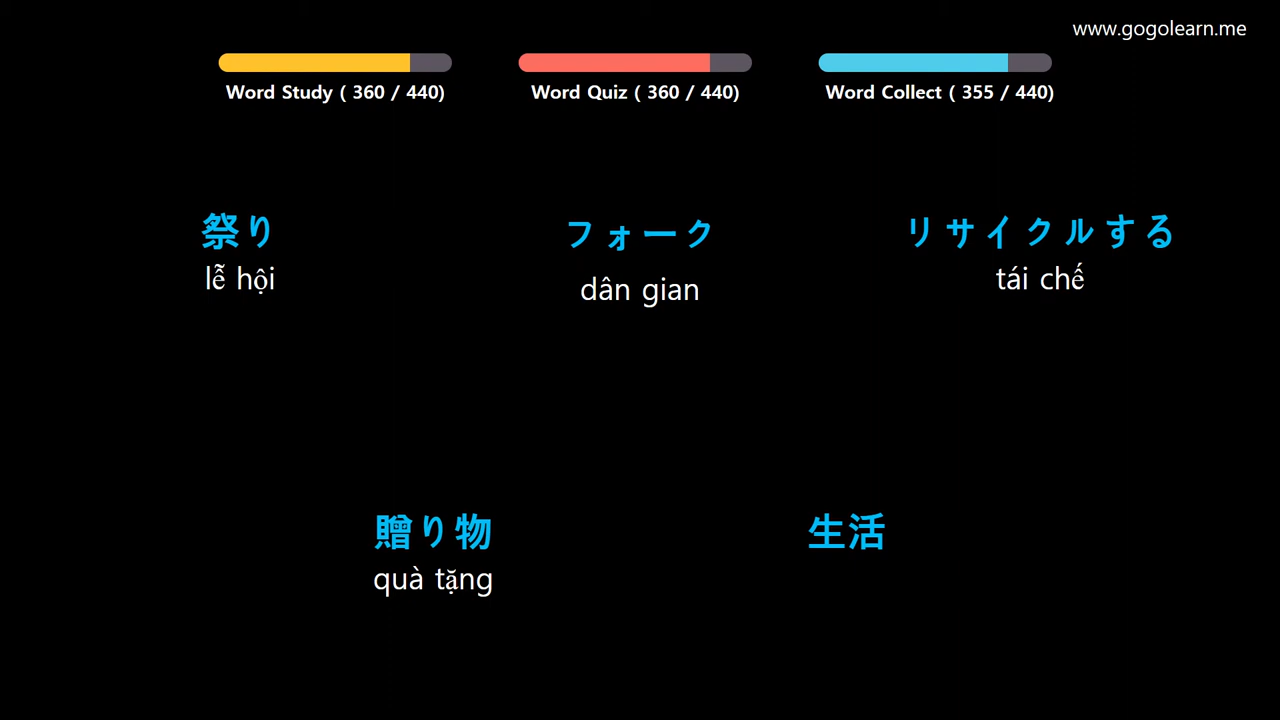 www.gogolearn.me
Word Study ( 360 / 440)
Word Quiz ( 360 / 440)
Word Collect ( 355 / 440)
祭り
lễ hội
フォーク
dân gian
リサイクルする
tái chế
贈り物
quà tặng
生活